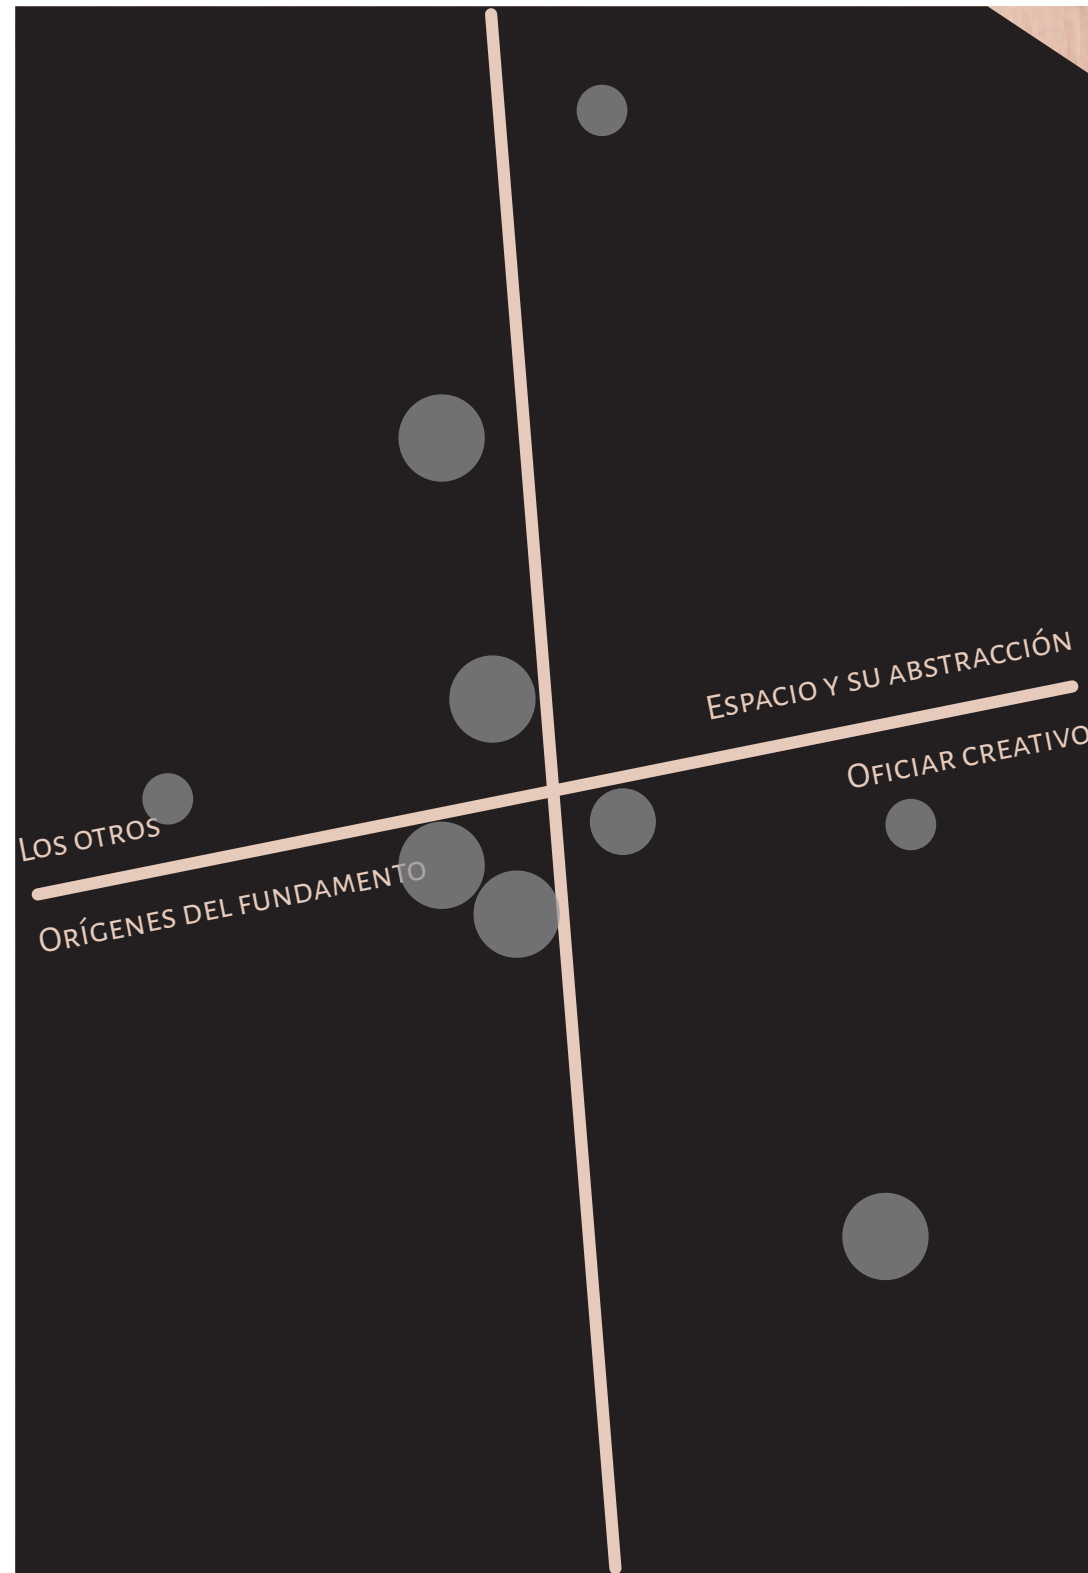 Espacio y su abstracción
Oficiar creativo
Los otros
Orígenes del fundamento